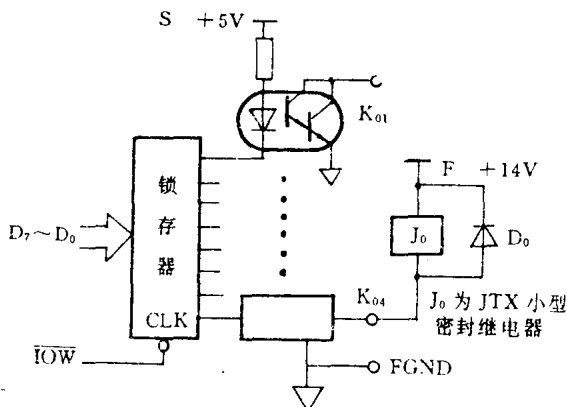 S +5V
K₀₁
F +14V
锁存器
D₇～D₀
J₀
D₀
K₀₄
J₀ 为 JTX 小型
密封继电器
CLK
IOW
FGND